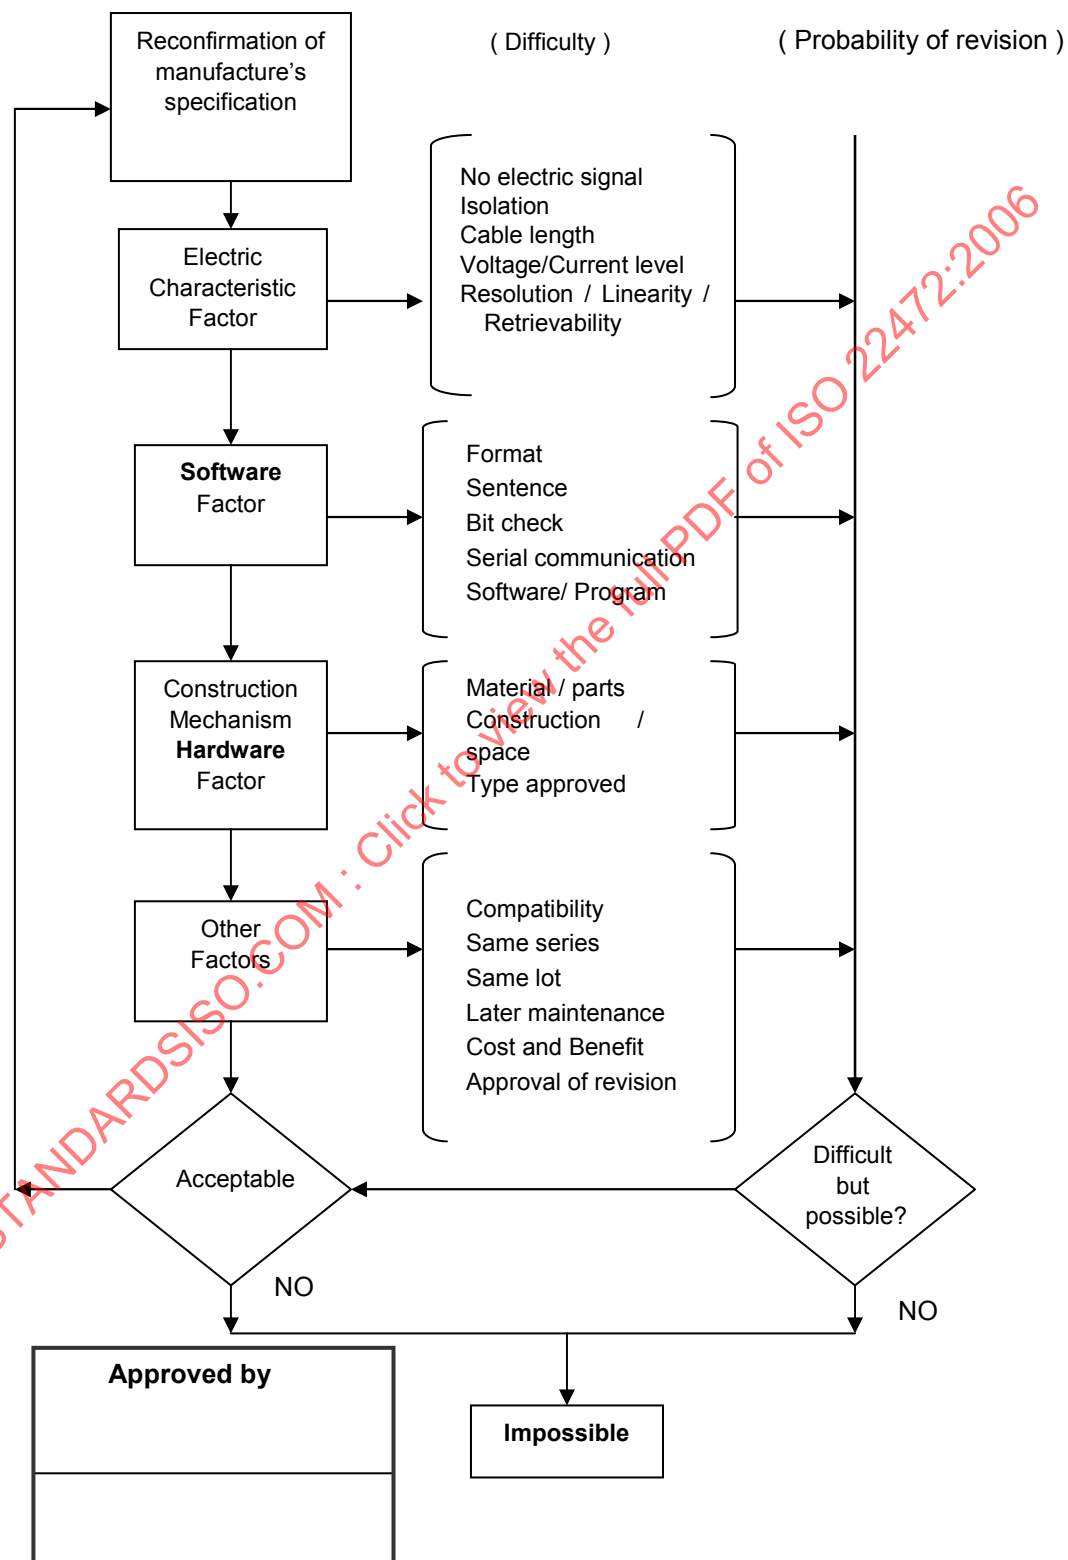 Reconfirmation of
manufacture’s
specification
( Difficulty )
( Probability of revision )
No electric signal
Isolation
Cable length
Voltage/Current level
Resolution / Linearity /
Retrievability
Electric
Characteristic
Factor
Software
Factor
Format
Sentence
Bit check
Serial communication
Software/ Program
Construction
Mechanism
Hardware
Factor
Material / parts
Construction /
space
Type approved
Other
Factors
Compatibility
Same series
Same lot
Later maintenance
Cost and Benefit
Approval of revision
Acceptable
Difficult
but
possible?
NO
NO
Approved by
Impossible
STANDARDSISO.COM : Click to view the full PDF of ISO 22472:2006